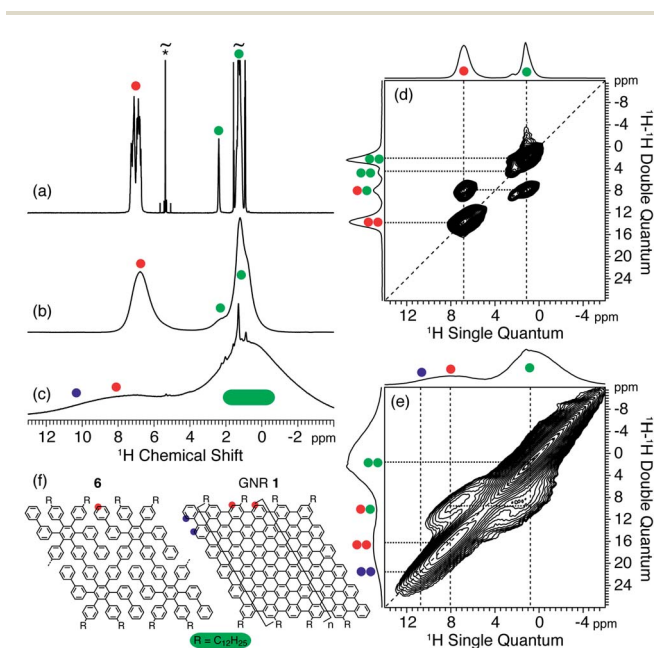 ~
*
~
(a)
(b)
(c)
12 10 8 6 4 2 0 -2 ppm
¹H Chemical Shift
(d)
ppm
-8
-4
0
4
8
12
16
20
24
¹H-¹H Double Quantum
12 8 4 0 -4 ppm
¹H Single Quantum
(e)
ppm
-8
-4
0
4
8
12
16
20
24
¹H-¹H Double Quantum
12 8 4 0 -4 ppm
¹H Single Quantum
(f)
6
GNR 1
R R R R R R R
R R R R R R
n
R = C₁₂H₂₅